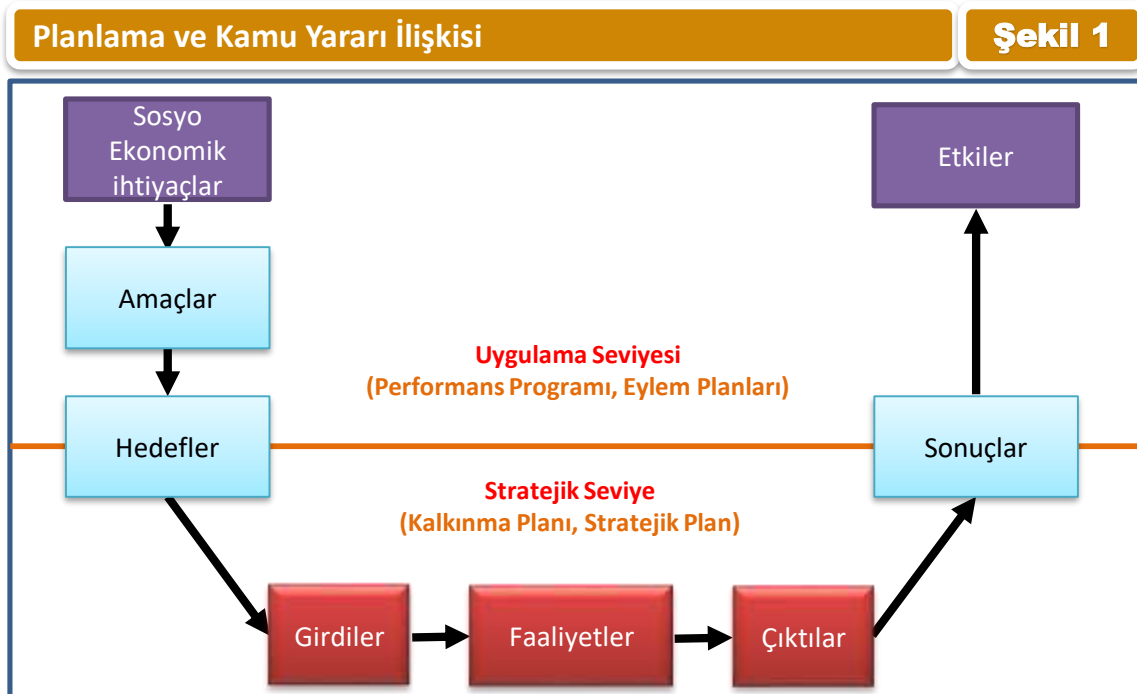 Planlama ve Kamu Yararı İlişkisi
Şekil 1
Sosyo
Ekonomik
ihtiyaçlar
Etkiler
Amaçlar
Uygulama Seviyesi
(Performans Programı, Eylem Planları)
Hedefler
Sonuçlar
Stratejik Seviye
(Kalkınma Planı, Stratejik Plan)
Girdiler
Faaliyetler
Çıktılar